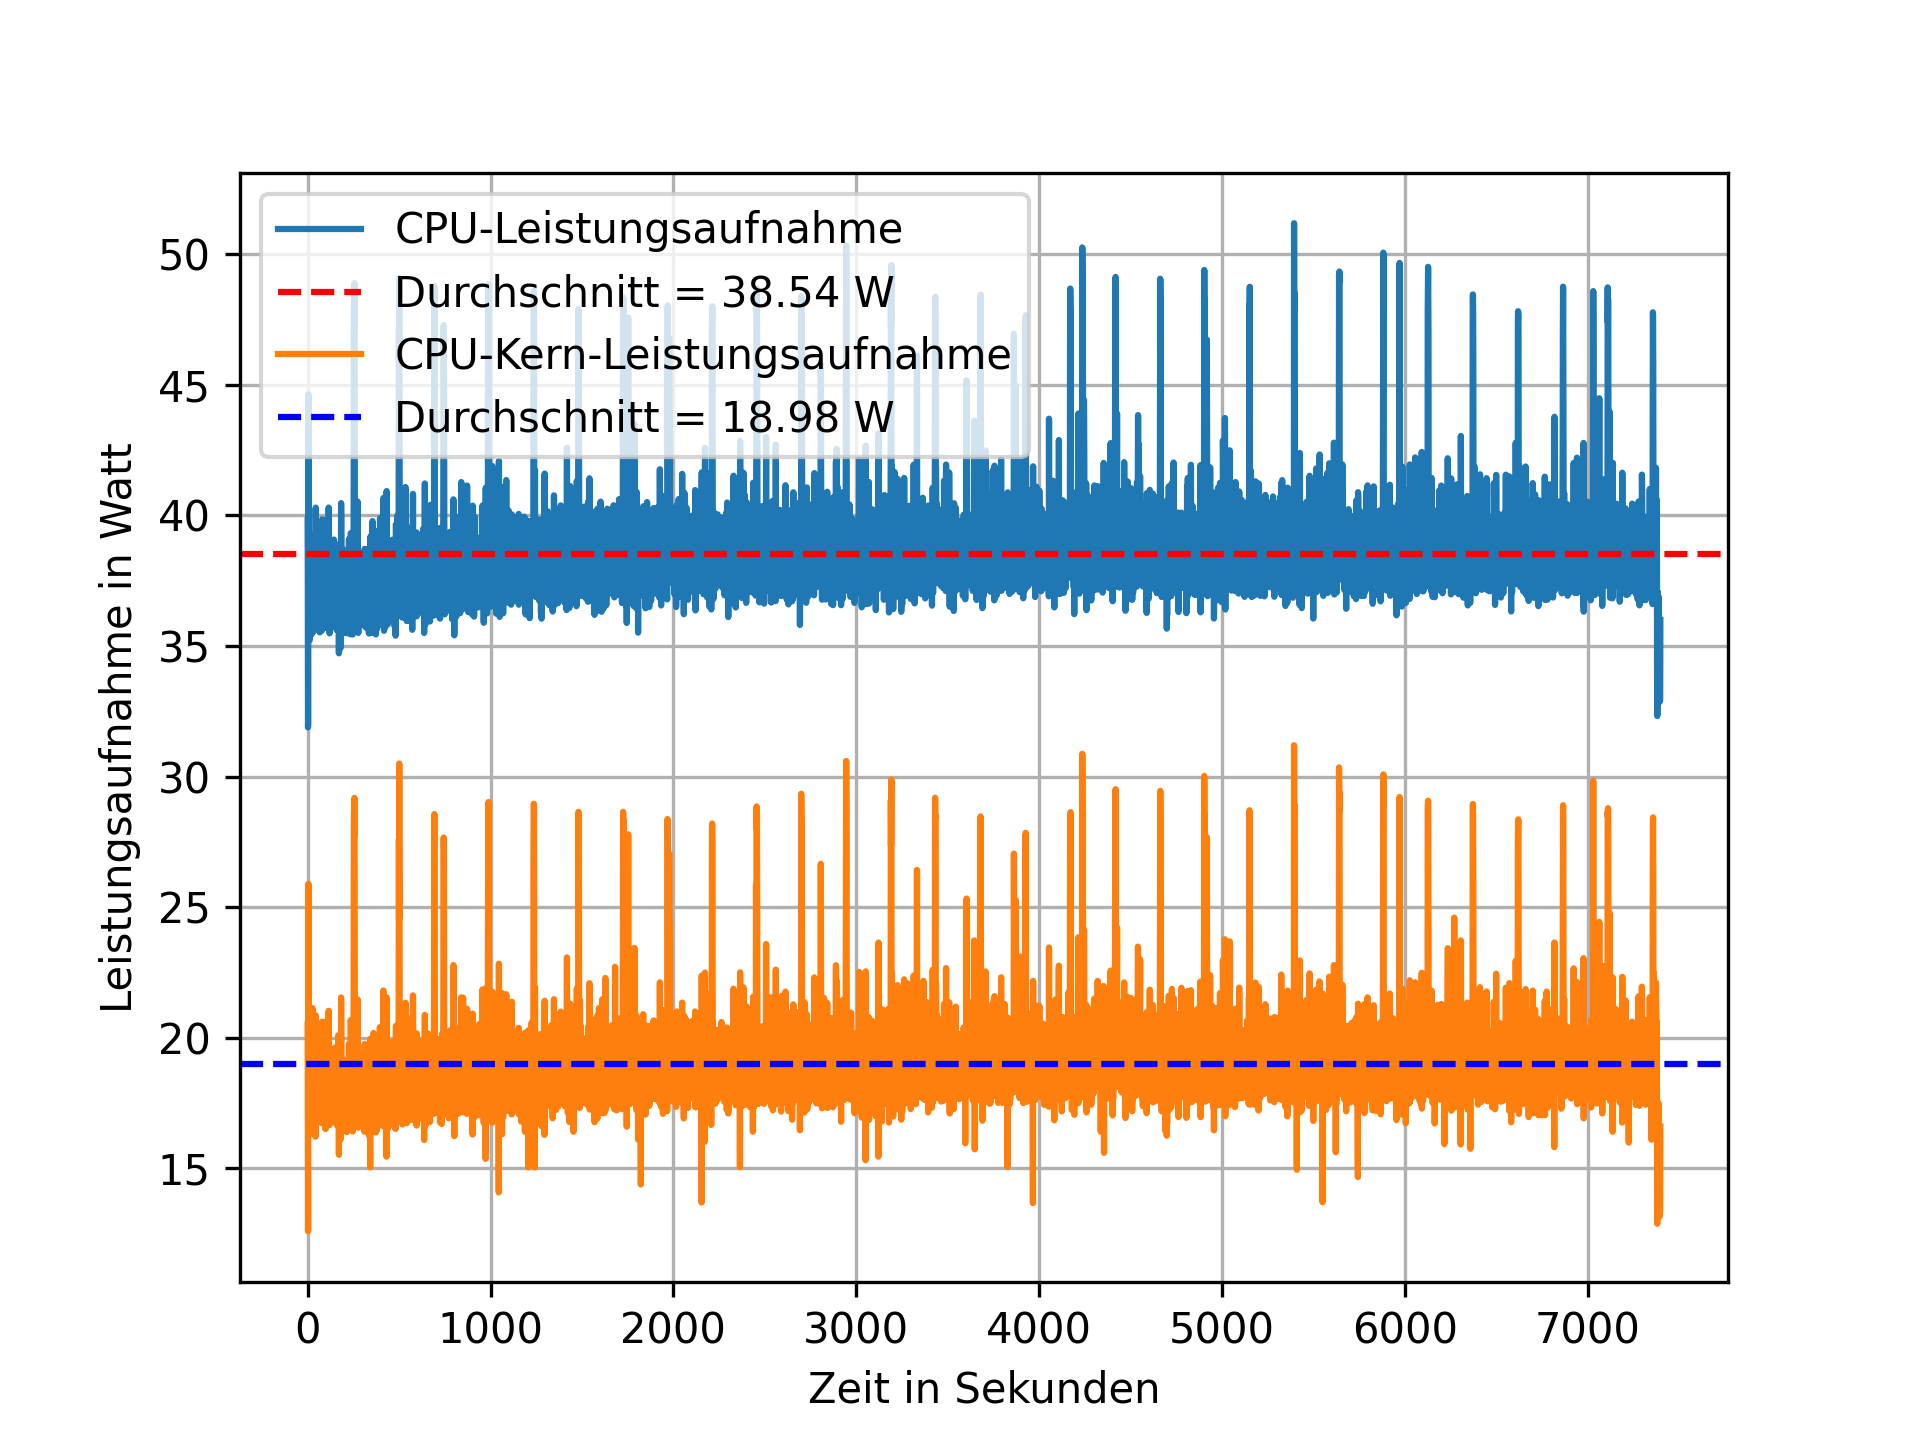 CPU-Leistungsaufnahme
Durchschnitt = 38.54 W
CPU-Kern-Leistungsaufnahme
Durchschnitt = 18.98 W
Leistungsaufnahme in Watt
50
45
40
35
30
25
20
15
0 1000 2000 3000 4000 5000 6000 7000
Zeit in Sekunden